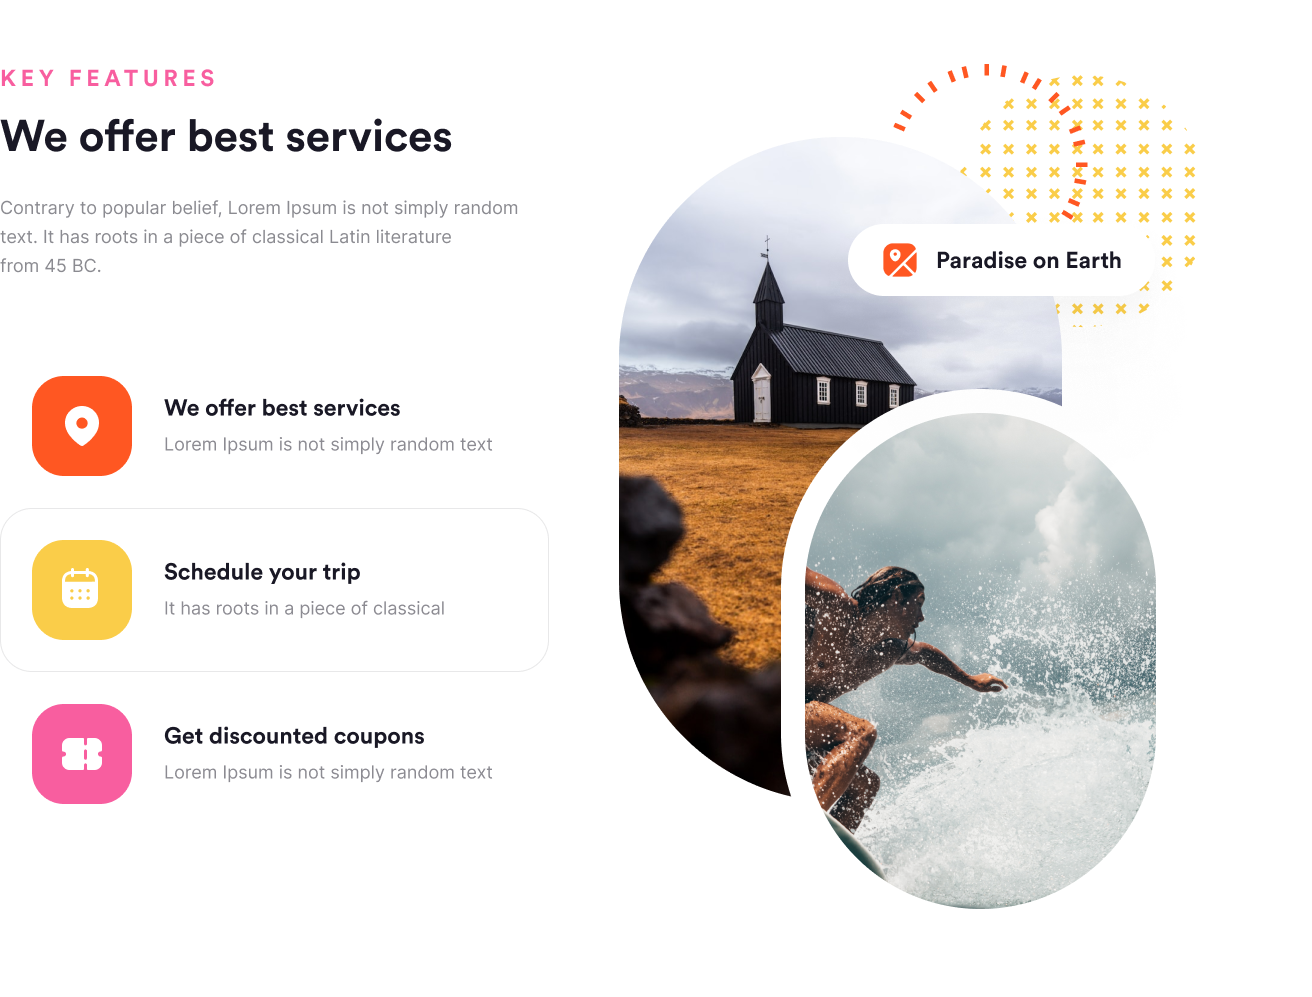 KEY FEATURES
We offer best services
Contrary to popular belief, Lorem Ipsum is not simply random
text. It has roots in a piece of classical Latin literature
from 45 BC.
We offer best services
Lorem Ipsum is not simply random text
Schedule your trip
It has roots in a piece of classical
Get discounted coupons
Lorem Ipsum is not simply random text
Paradise on Earth